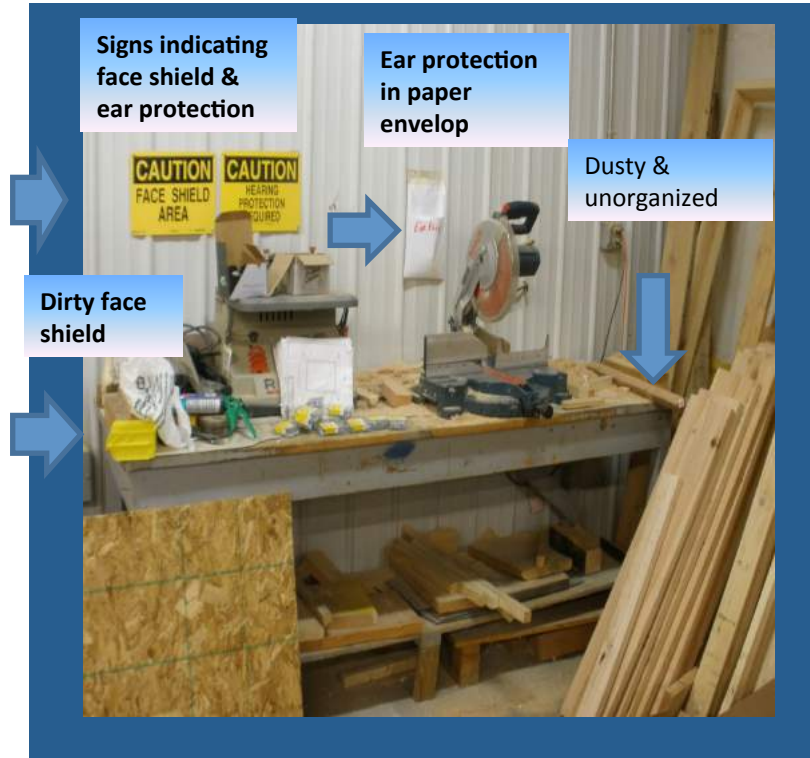 Signs indicating
face shield &
ear protection
Ear protection
in paper
envelop
Dusty &
unorganized
CAUTION
FACE SHIELD
AREA
CAUTION
HEARING
PROTECTION
REQUIRED
Dirty face
shield
R